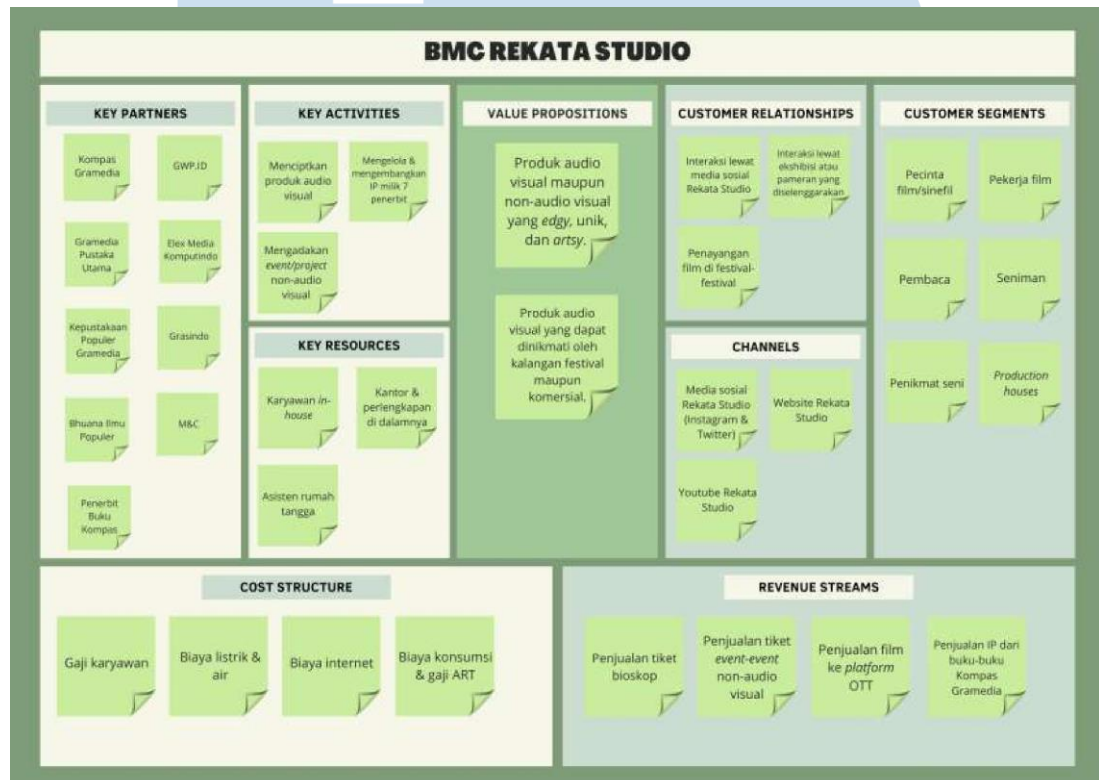 BMC REKATA STUDIO
KEY PARTNERS
Kompas
Gramedia
GWP.ID
Gramedia
Pustaka
Utama
Elex Media
Komputindo
Kepustakaan
Populer
Gramedia
Grasindo
Bhuana Ilmu
Populer
M&C
Penerbit
Buku
Kompas
KEY ACTIVITIES
Menciptkan
produk audio
visual
Mengelola &
mengembangkan
IP milik 7
penerbit
Mengadakan
event/project
non-audio
visual
KEY RESOURCES
Karyawan in-
house
Kantor &
perlengkapan
di dalamnya
Asisten rumah
tangga
VALUE PROPOSITIONS
Produk audio
visual maupun
non-audio visual
yang edgy, unik,
dan artsy.
Produk audio
visual yang dapat
dinikmati oleh
kalangan festival
maupun
komersial.
CUSTOMER RELATIONSHIPS
Interaksi lewat
media sosial
Rekata Studio
Interaksi lewat
ekshibisi atau
pameran yang
diselenggarakan
Penayangan
film di festival-
festival
CHANNELS
Media sosial
Rekata Studio
(Instagram &
Twitter)
Website Rekata
Studio
Youtube Rekata
Studio
CUSTOMER SEGMENTS
Pecinta
film/sinefil
Pekerja film
Pembaca
Seniman
Penikmat seni
Production
houses
COST STRUCTURE
Gaji karyawan
Biaya listrik &
air
Biaya internet
Biaya konsumsi
& gaji ART
REVENUE STREAMS
Penjualan tiket
bioskop
Penjualan tiket
event-event
non-audio
visual
Penjualan film
ke platform
OTT
Penjualan IP dari
buku-buku
Kompas
Gramedia